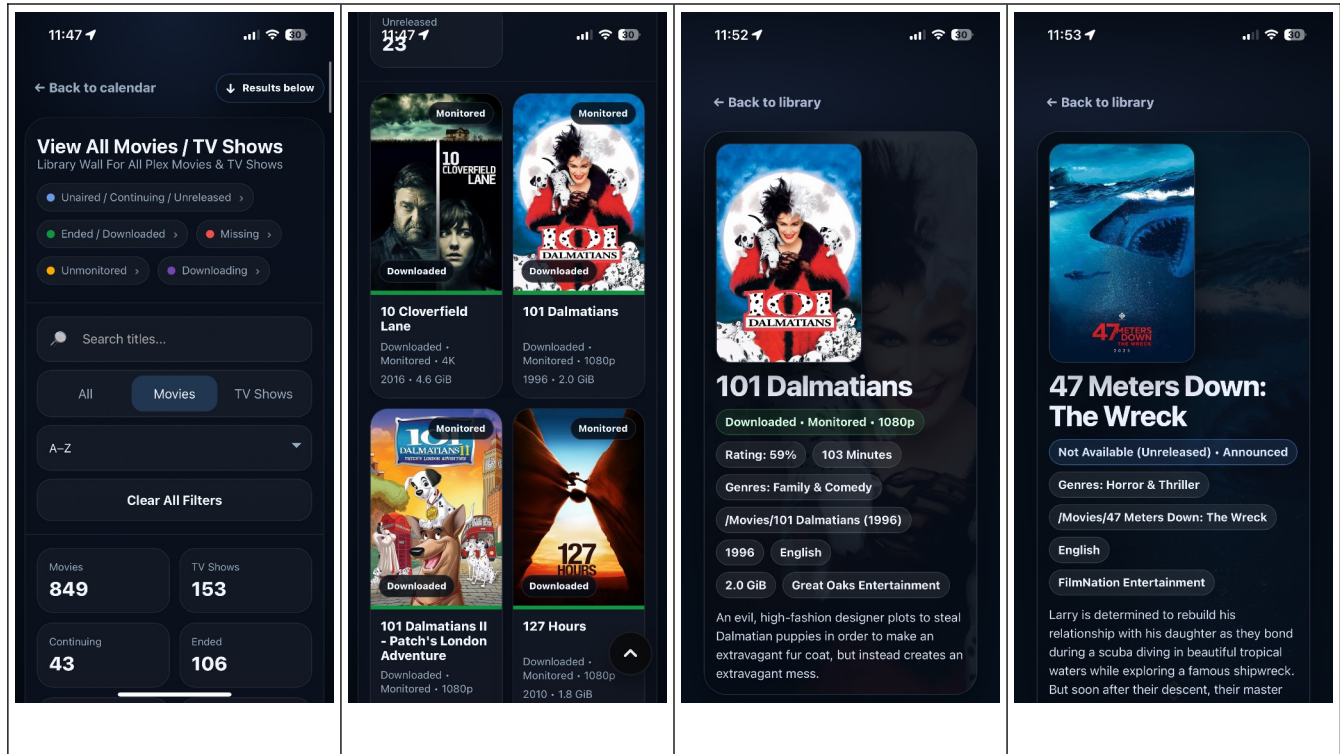 11:47
30
← Back to calendar
↓ Results below
View All Movies / TV Shows
Library Wall For All Plex Movies & TV Shows
Unaired / Continuing / Unreleased ›
Ended / Downloaded ›
Missing ›
Unmonitored ›
Downloading ›
Search titles...
All
Movies
TV Shows
A–Z
Clear All Filters
Movies
849
TV Shows
153
Continuing
43
Ended
106
Unreleased
23
11:47
30
Monitored
10
CLOVERFIELD
LANE
Downloaded
10 Cloverfield
Lane
Downloaded •
Monitored • 4K
2016 • 4.6 GiB
Monitored
101
DALMATIANS
Downloaded
101 Dalmatians
Downloaded •
Monitored • 1080p
1996 • 2.0 GiB
Monitored
101
DALMATIANS II
PATCH'S LONDON ADVENTURE
Downloaded
101 Dalmatians II
- Patch's London
Adventure
Downloaded •
Monitored • 1080p
Monitored
127
HOURS
Downloaded
127 Hours
Downloaded •
Monitored • 1080p
2010 • 1.8 GiB
11:52
30
← Back to library
101
DALMATIANS
101 Dalmatians
Downloaded • Monitored • 1080p
Rating: 59%
103 Minutes
Genres: Family & Comedy
/Movies/101 Dalmatians (1996)
1996
English
2.0 GiB
Great Oaks Entertainment
An evil, high-fashion designer plots to steal
Dalmatian puppies in order to make an
extravagant fur coat, but instead creates an
extravagant mess.
11:53
30
← Back to library
47 METERS
DOWN
THE WRECK
2025
47 Meters Down:
The Wreck
Not Available (Unreleased) • Announced
Genres: Horror & Thriller
/Movies/47 Meters Down: The Wreck
English
FilmNation Entertainment
Larry is determined to rebuild his
relationship with his daughter as they bond
during a scuba diving in beautiful tropical
waters while exploring a famous shipwreck.
But soon after their descent, their master